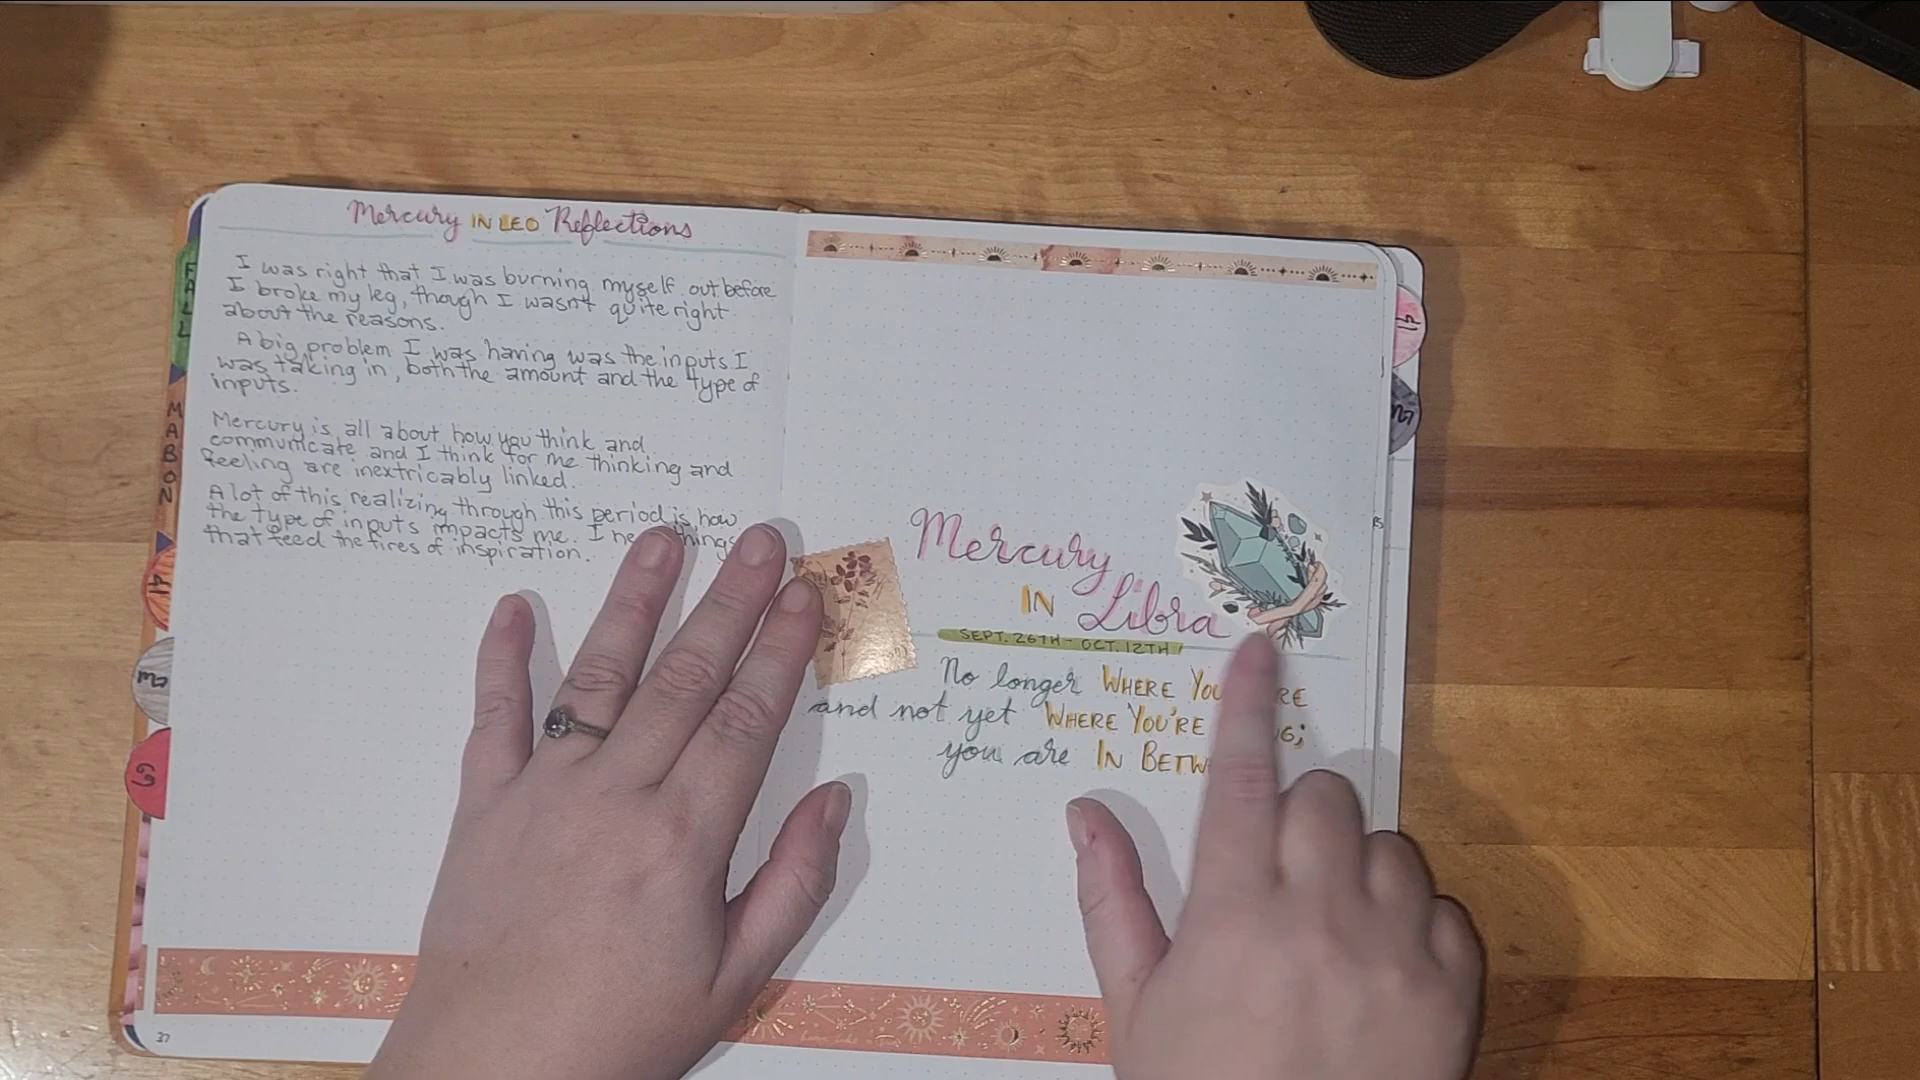 Mercury IN LEO Reflections
I was right that I was burning myself out before
I broke my leg, though I wasn't quite right
about the reasons.
A big problem I was having was the inputs I
was taking in, both the amount and the type of
inputs.
Mercury is all about how you think and
communicate and I think for me thinking and
feeling are inextricably linked.
A lot of this realizing through this period is how
the type of inputs impacts me. I things
that feed the fires of inspiration.
37
Mercury
IN Libra
SEPT. 26TH - OCT. 12TH
No longer WHERE
and not yet WHERE YOU'RE
you are IN
FALL
MABON